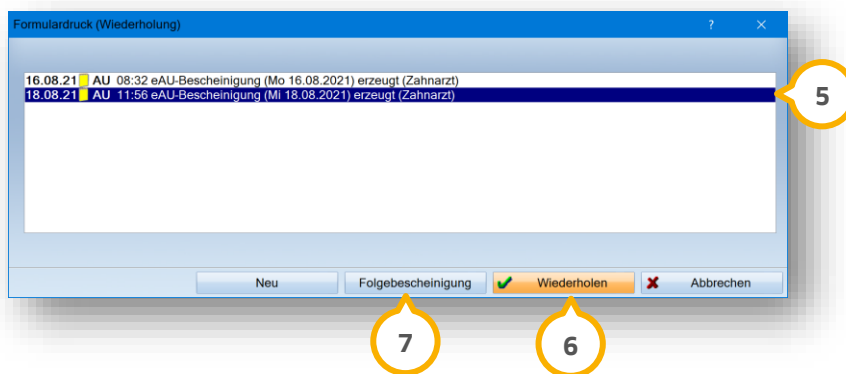 Formulardruck (Wiederholung) ? ×
16.08.21 AU 08:32 eAU-Bescheinigung (Mo 16.08.2021) erzeugt (Zahnarzt)
18.08.21 AU 11:56 eAU-Bescheinigung (Mi 18.08.2021) erzeugt (Zahnarzt)
5
Neu Folgebescheinigung Wiederholen Abbrechen
7 6